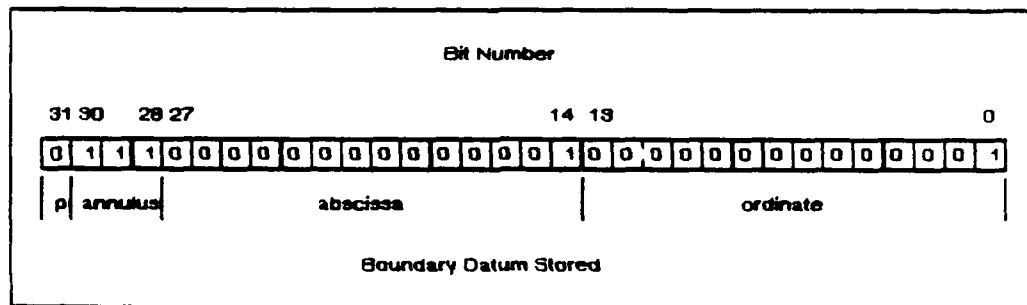 Bit Number
31 30 28 27 14 13 0
0 1 1 1 0 0 0 0 0 0 0 0 0 0 0 0 0 1 0 0 0 0 0 0 0 0 0 0 0 0 0 1
p annulus abscissa ordinate
Boundary Datum Stored